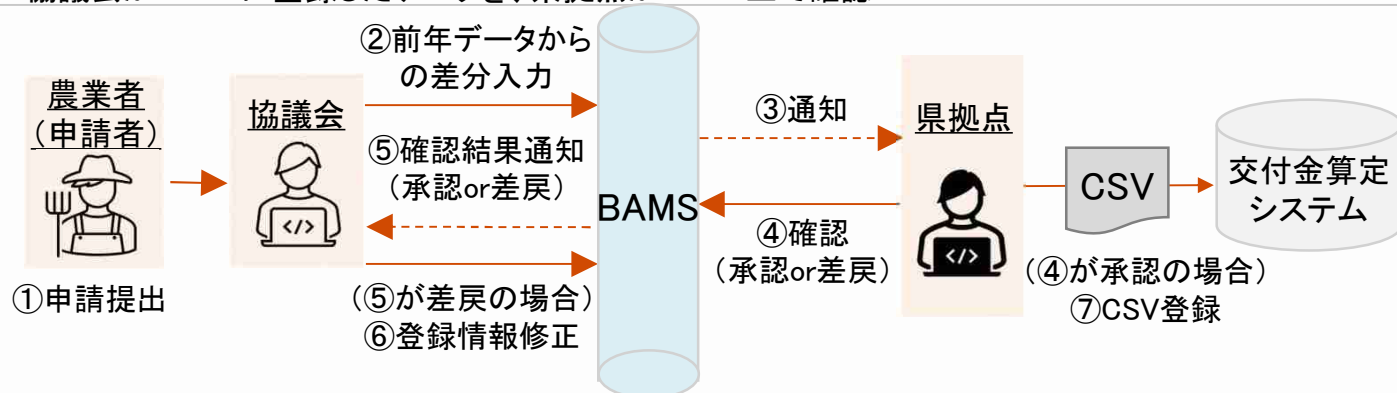 農業者
(申請者)
①申請提出
協議会
②前年データから
の差分入力
⑤確認結果通知
(承認or差戻)
(⑤が差戻の場合)
⑥登録情報修正
BAMS
③通知
④確認
(承認or差戻)
県拠点
CSV
(④が承認の場合)
⑦CSV登録
交付金算定
システム